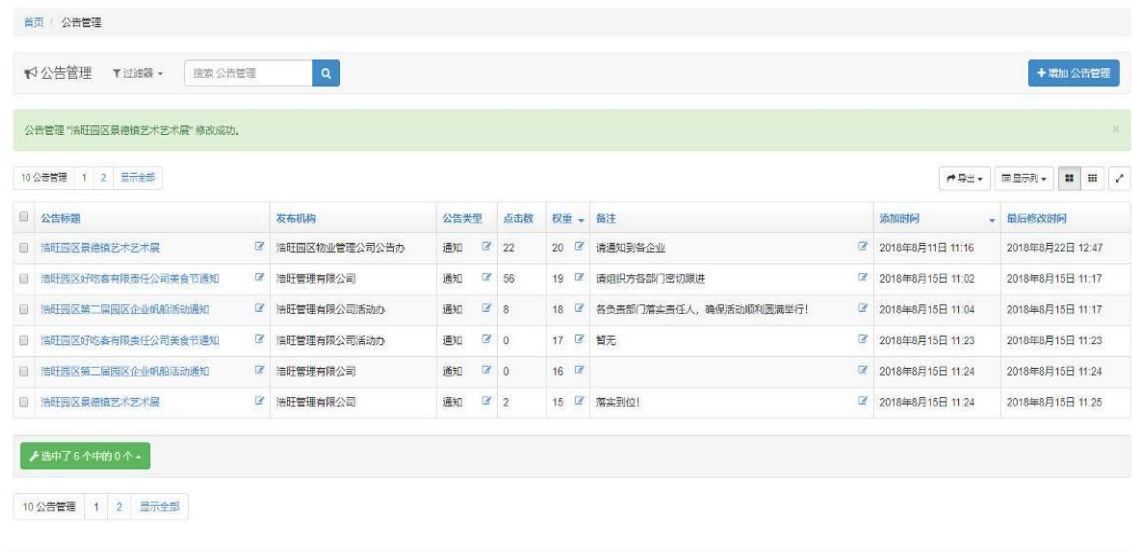 首页 / 公告管理
公告管理 过滤器 搜索 公告管理 增加 公告管理
公告管理 "浩旺园区景德镇艺术艺术展" 修改成功。 ×
10 公告管理 1 2 显示全部 导出 显示列
公告标题 发布机构 公告类型 点击数 权重 备注 添加时间 最后修改时间
浩旺园区景德镇艺术艺术展 浩旺园区物业管理公司公告办 通知 22 20 请通知到各企业 2018年8月11日 11:16 2018年8月22日 12:47
浩旺园区好吃客有限责任公司美食节通知 浩旺管理有限公司 通知 56 19 请组织方各部门密切跟进 2018年8月15日 11:02 2018年8月15日 11:17
浩旺园区第二届园区企业帆船活动通知 浩旺管理有限公司活动办 通知 8 18 各负责部门落实责任人，确保活动顺利圆满举行！ 2018年8月15日 11:04 2018年8月15日 11:17
浩旺园区好吃客有限责任公司美食节通知 浩旺管理有限公司活动办 通知 0 17 暂无 2018年8月15日 11:23 2018年8月15日 11:23
浩旺园区第二届园区企业帆船活动通知 浩旺管理有限公司 通知 0 16 2018年8月15日 11:24 2018年8月15日 11:24
浩旺园区景德镇艺术艺术展 浩旺管理有限公司 通知 2 15 落实到位！ 2018年8月15日 11:24 2018年8月15日 11:25
选中了 6 个中的 0 个
10 公告管理 1 2 显示全部